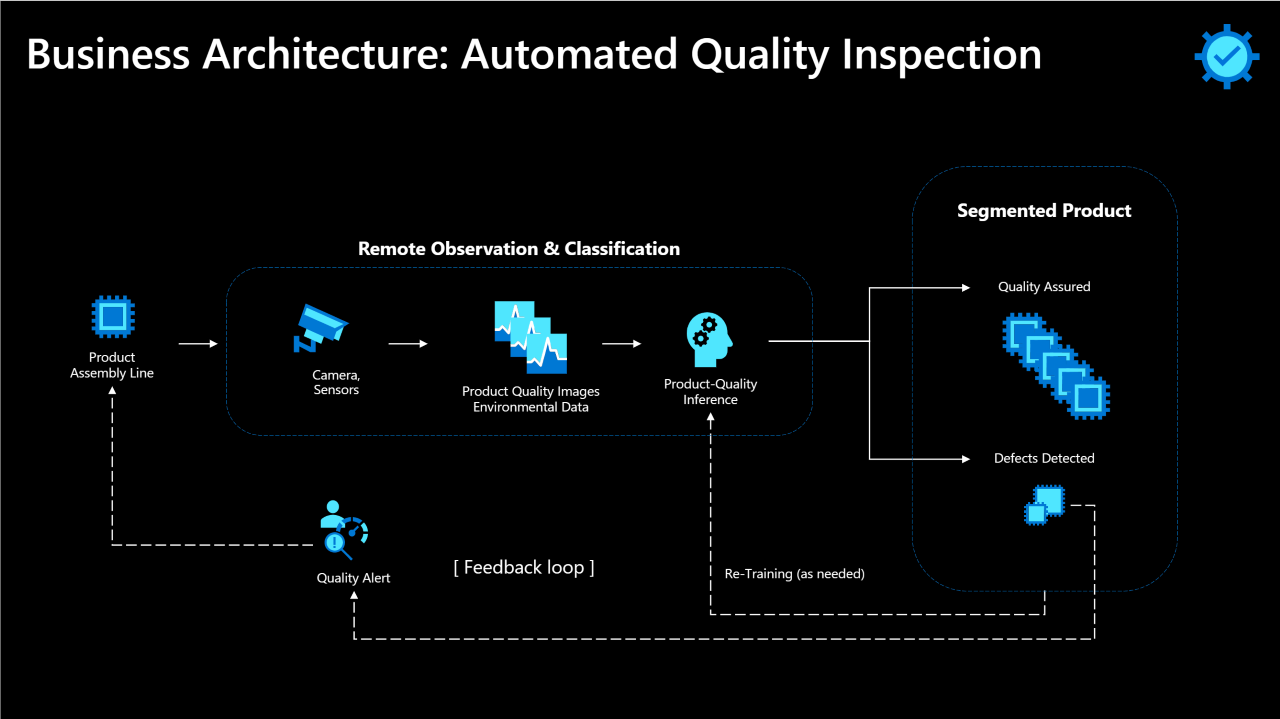 Business Architecture: Automated Quality Inspection
Segmented Product
Remote Observation & Classification
Quality Assured
Product
Assembly Line
Camera,
Sensors
Product Quality Images
Environmental Data
Product-Quality
Inference
Defects Detected
Quality Alert
[ Feedback loop ]
Re-Training (as needed)